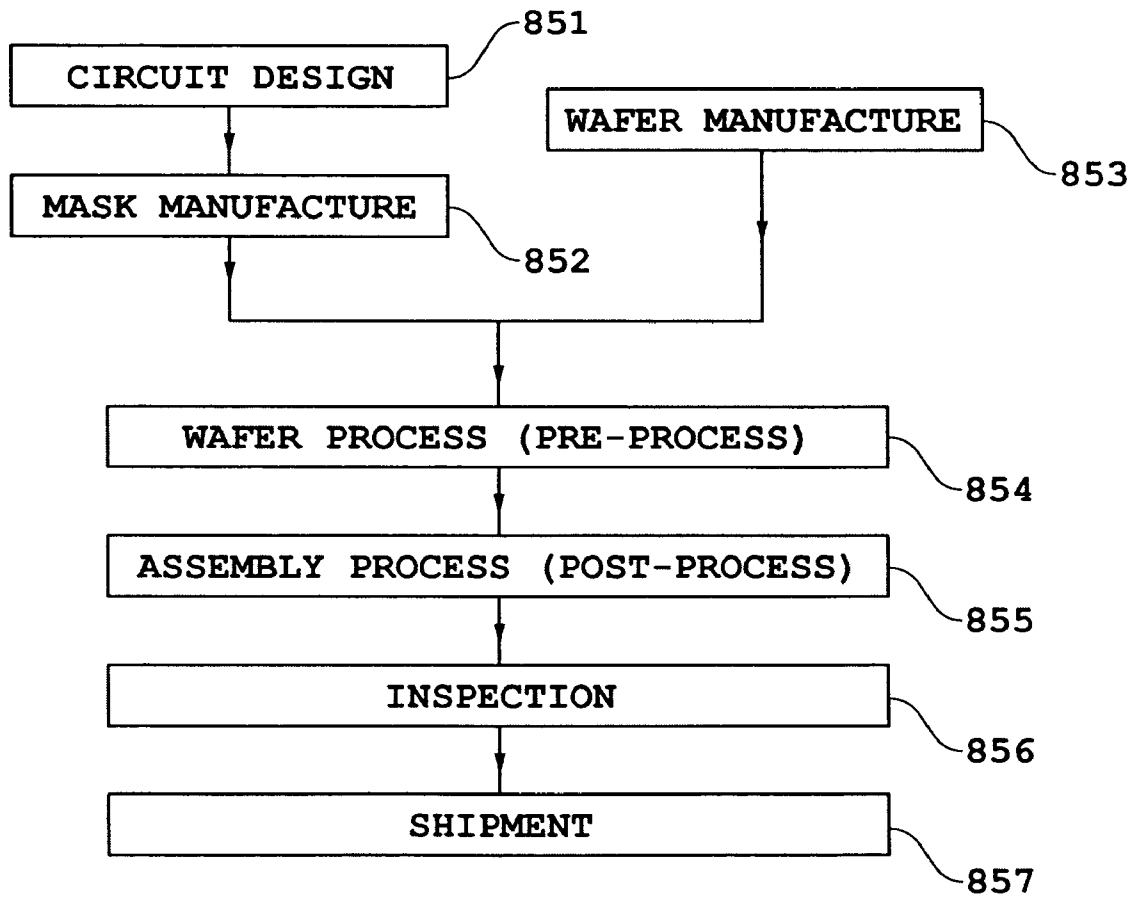 851
CIRCUIT DESIGN
WAFER MANUFACTURE
853
MASK MANUFACTURE
852
WAFER PROCESS (PRE-PROCESS)
854
ASSEMBLY PROCESS (POST-PROCESS)
855
INSPECTION
856
SHIPMENT
857